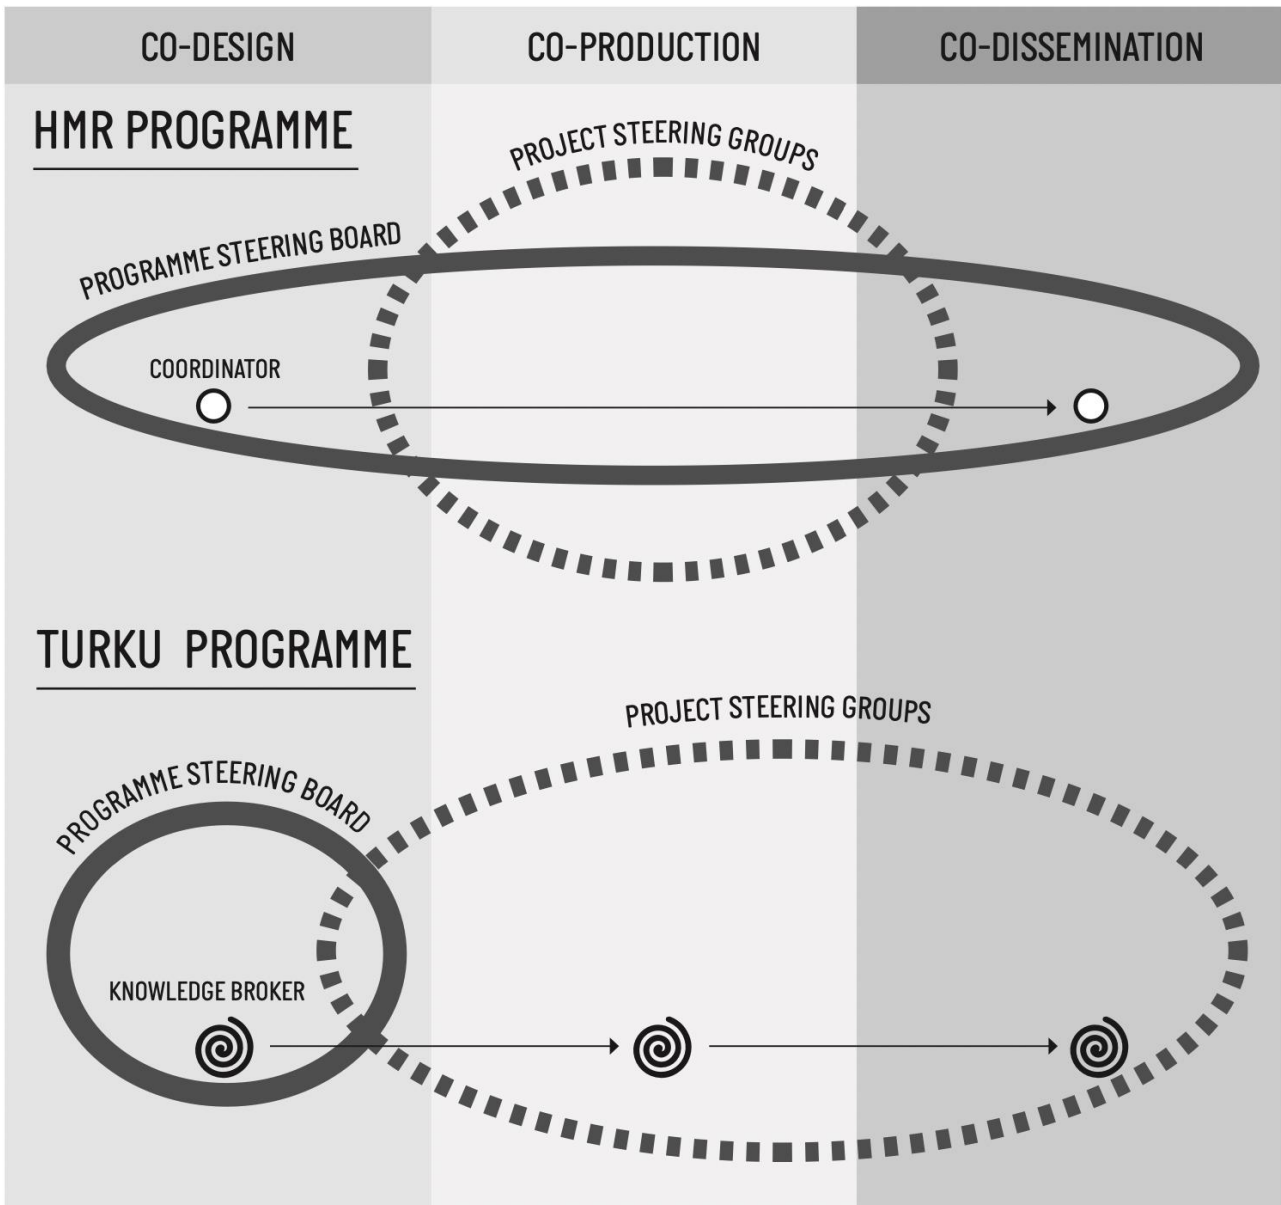 CO-DESIGN
CO-PRODUCTION
CO-DISSEMINATION
HMR PROGRAMME
PROJECT STEERING GROUPS
PROGRAMME STEERING BOARD
COORDINATOR
TURKU PROGRAMME
PROJECT STEERING GROUPS
PROGRAMME STEERING BOARD
KNOWLEDGE BROKER